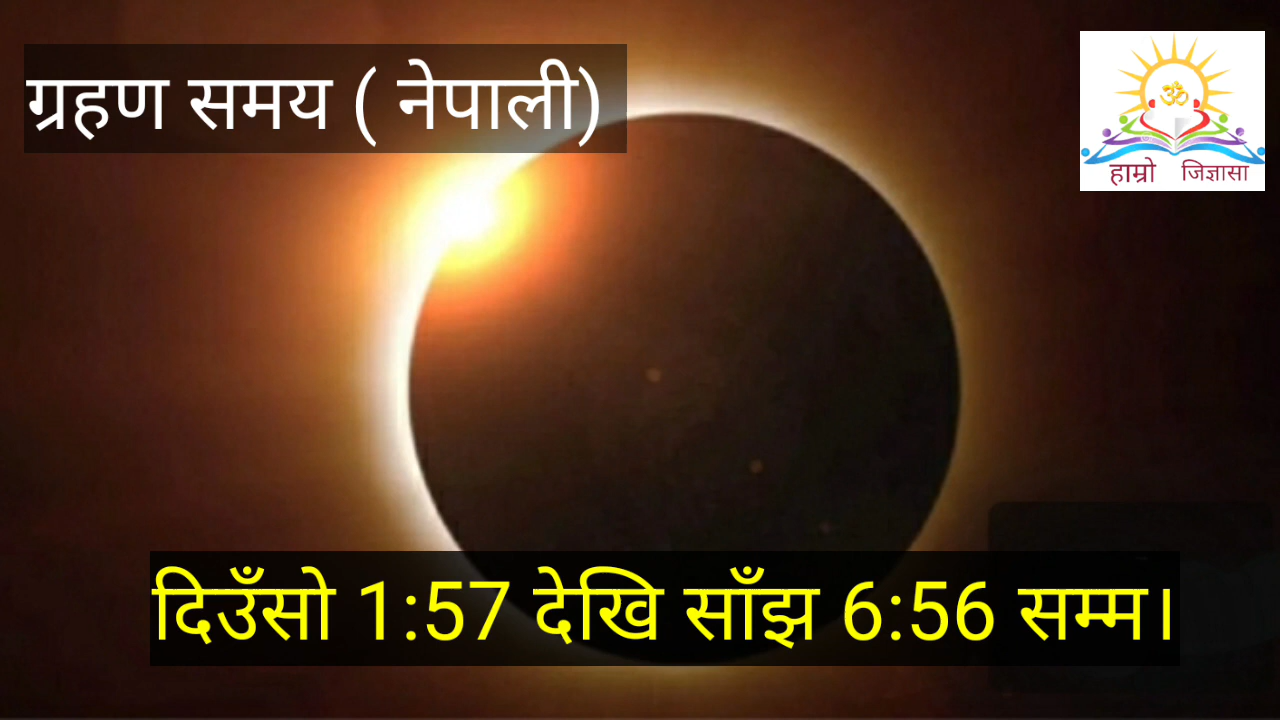 ग्रहण समय ( नेपाली)
ॐ
हाम्रो जिज्ञासा
दिउँसो 1:57 देखि साँझ 6:56 सम्म।